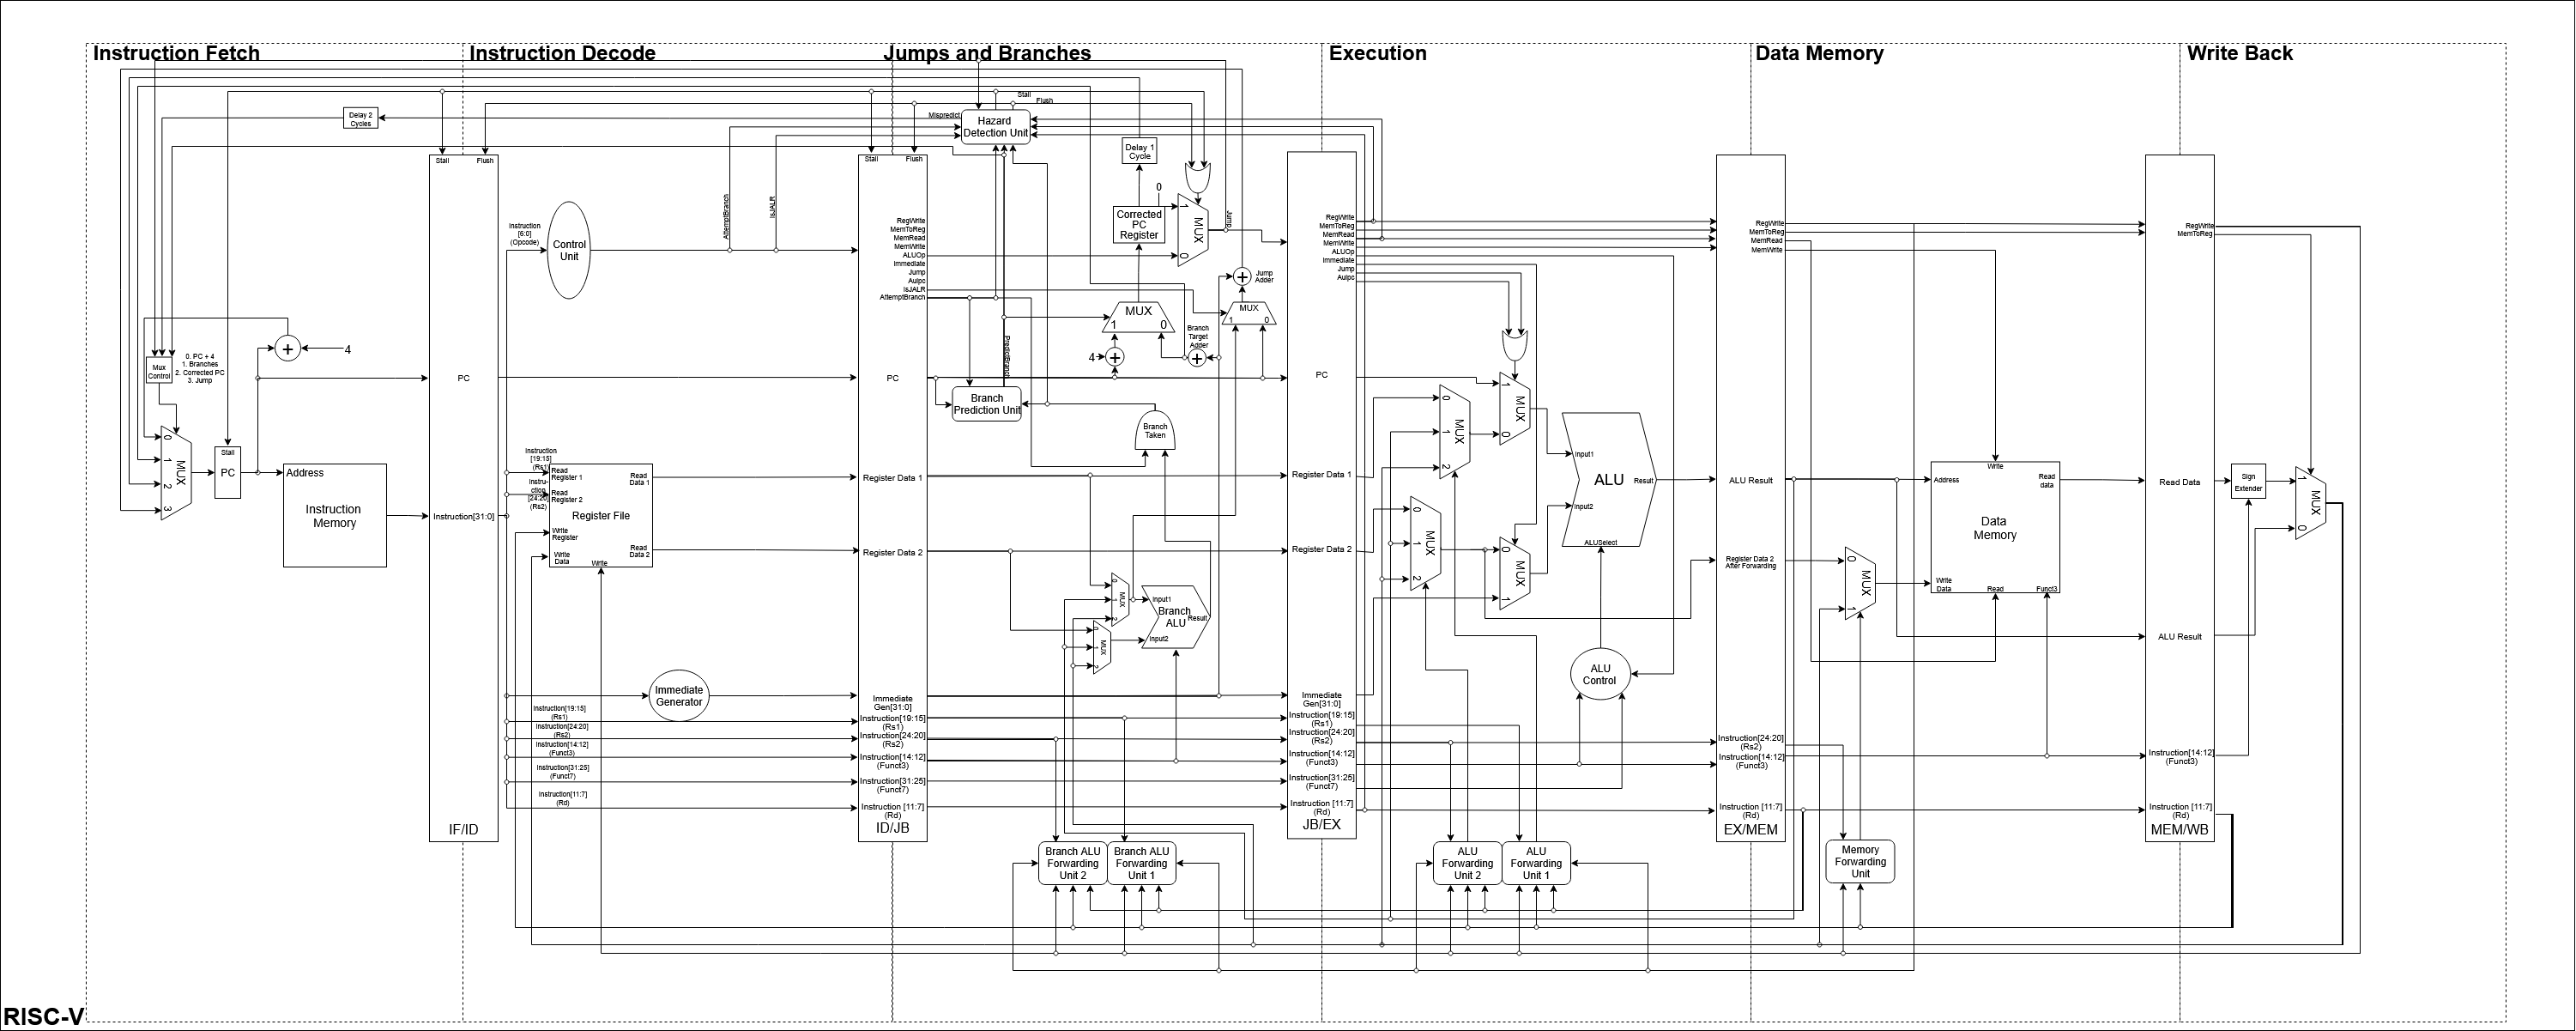 Instruction Fetch
Instruction Decode
Jumps and Branches
Execution
Data Memory
Write Back
Delay 2
Cycles
Mispredict
Stall
Flush
Hazard
Detection Unit
Stall
Flush
Stall
Flush
AttemptBranch
IsJALR
Instruction
[6:0]
(Opcode)
Control
Unit
Delay 1
Cycle
0
Corrected
PC
Register
1
MUX
0
Jump
Jump
Adder
RegWrite
MemToReg
MemRead
MemWrite
ALUOp
Immediate
Jump
Auipc
IsJALR
AttemptBranch
MUX
1
0
MUX
1
0
4
Branch
Target
Adder
PredictBranch
Branch
Prediction Unit
Branch
Taken
4
Mux
Control
0. PC + 4
1. Branches
2. Corrected PC
3. Jump
0
1
2
3
MUX
Stall
PC
Address
Instruction
Memory
PC
Instruction[31:0]
IF/ID
Instruction
[19:15]
(Rs1)
Instru-
ction
[24:20]
(Rs2)
Read
Register 1
Read
Register 2
Write
Register
Write
Data
Write
Read
Data 1
Read
Data 2
Register File
Immediate
Generator
Instruction[19:15]
(Rs1)
Instruction[24:20]
(Rs2)
Instruction[14:12]
(Funct3)
Instruction[31:25]
(Funct7)
Instruction[11:7]
(Rd)
PC
Register Data 1
Register Data 2
Immediate
Gen[31:0]
Instruction[19:15]
(Rs1)
Instruction[24:20]
(Rs2)
Instruction[14:12]
(Funct3)
Instruction[31:25]
(Funct7)
Instruction [11:7]
(Rd)
ID/JB
0
1
2
MUX
0
1
2
MUX
Input1
Branch
ALU
Result
Input2
Branch ALU
Forwarding
Unit 2
Branch ALU
Forwarding
Unit 1
RegWrite
MemToReg
MemRead
MemWrite
ALUOp
Immediate
Jump
Auipc
PC
Register Data 1
Register Data 2
Immediate
Gen[31:0]
Instruction[19:15]
(Rs1)
Instruction[24:20]
(Rs2)
Instruction[14:12]
(Funct3)
Instruction[31:25]
(Funct7)
Instruction [11:7]
(Rd)
JB/EX
0
1
2
MUX
0
1
2
MUX
1
MUX
0
0
MUX
1
Input1
ALU
Result
Input2
ALUSelect
ALU
Control
ALU
Forwarding
Unit 2
ALU
Forwarding
Unit 1
RegWrite
MemToReg
MemRead
MemWrite
ALU Result
Register Data 2
After Forwarding
Instruction[24:20]
(Rs2)
Instruction[14:12]
(Funct3)
Instruction [11:7]
(Rd)
EX/MEM
0
MUX
1
Write
Address
Read
data
Data
Memory
Write
Data
Read
Funct3
Memory
Forwarding
Unit
RegWrite
MemToReg
Read Data
ALU Result
Instruction[14:12]
(Funct3)
Instruction [11:7]
(Rd)
MEM/WB
Sign
Extender
1
MUX
0
RISC-V